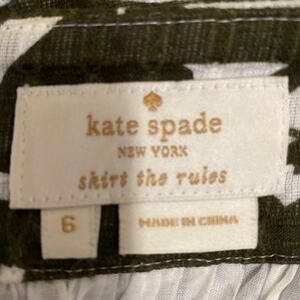 kate spade
NEW YORK
skirt the rules
6
MADE IN CHINA